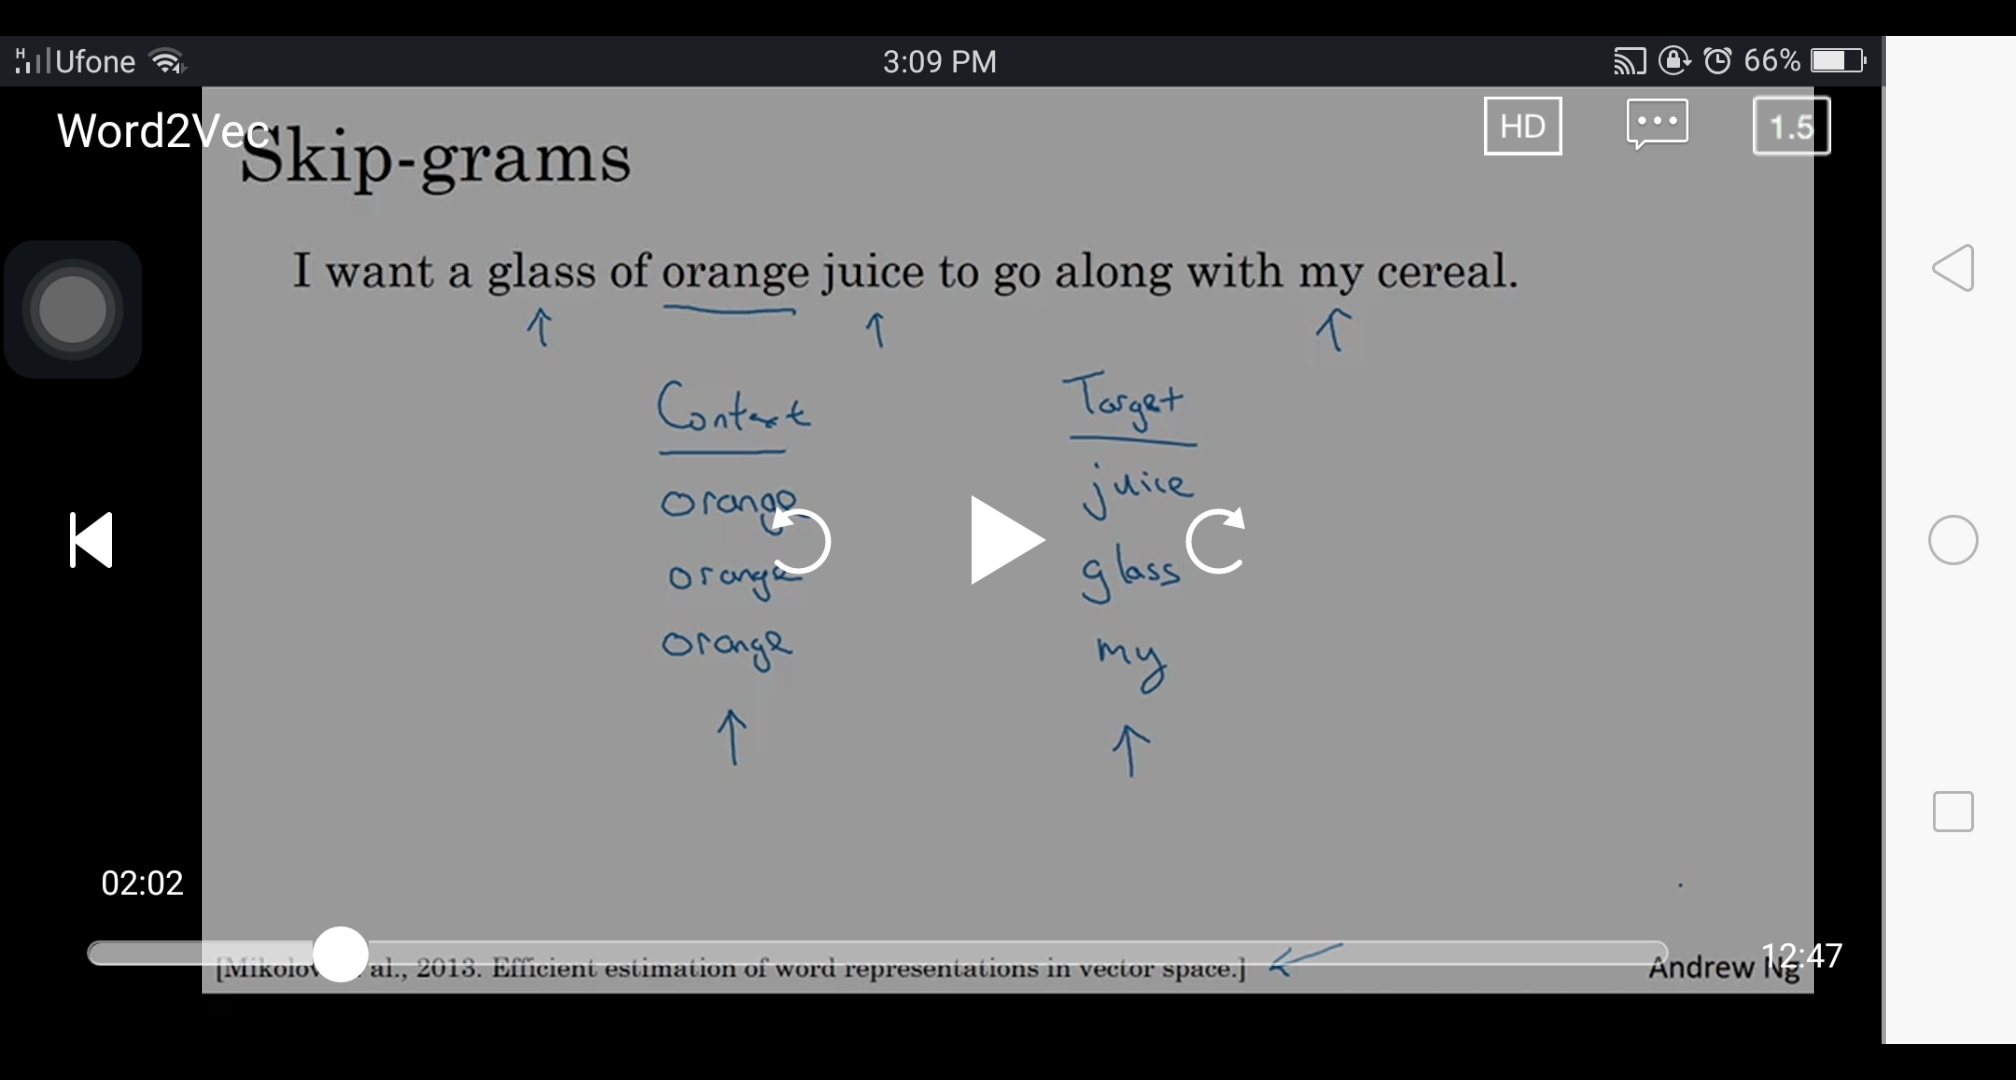 H Ufone 3:09 PM 66%
Word2Vec HD 1.5
Skip-grams
I want a glass of orange juice to go along with my cereal.
Context Target
orange juice
orange glass
orange my
02:02 12:47
[Mikolov al., 2013. Efficient estimation of word representations in vector space.] Andrew Ng